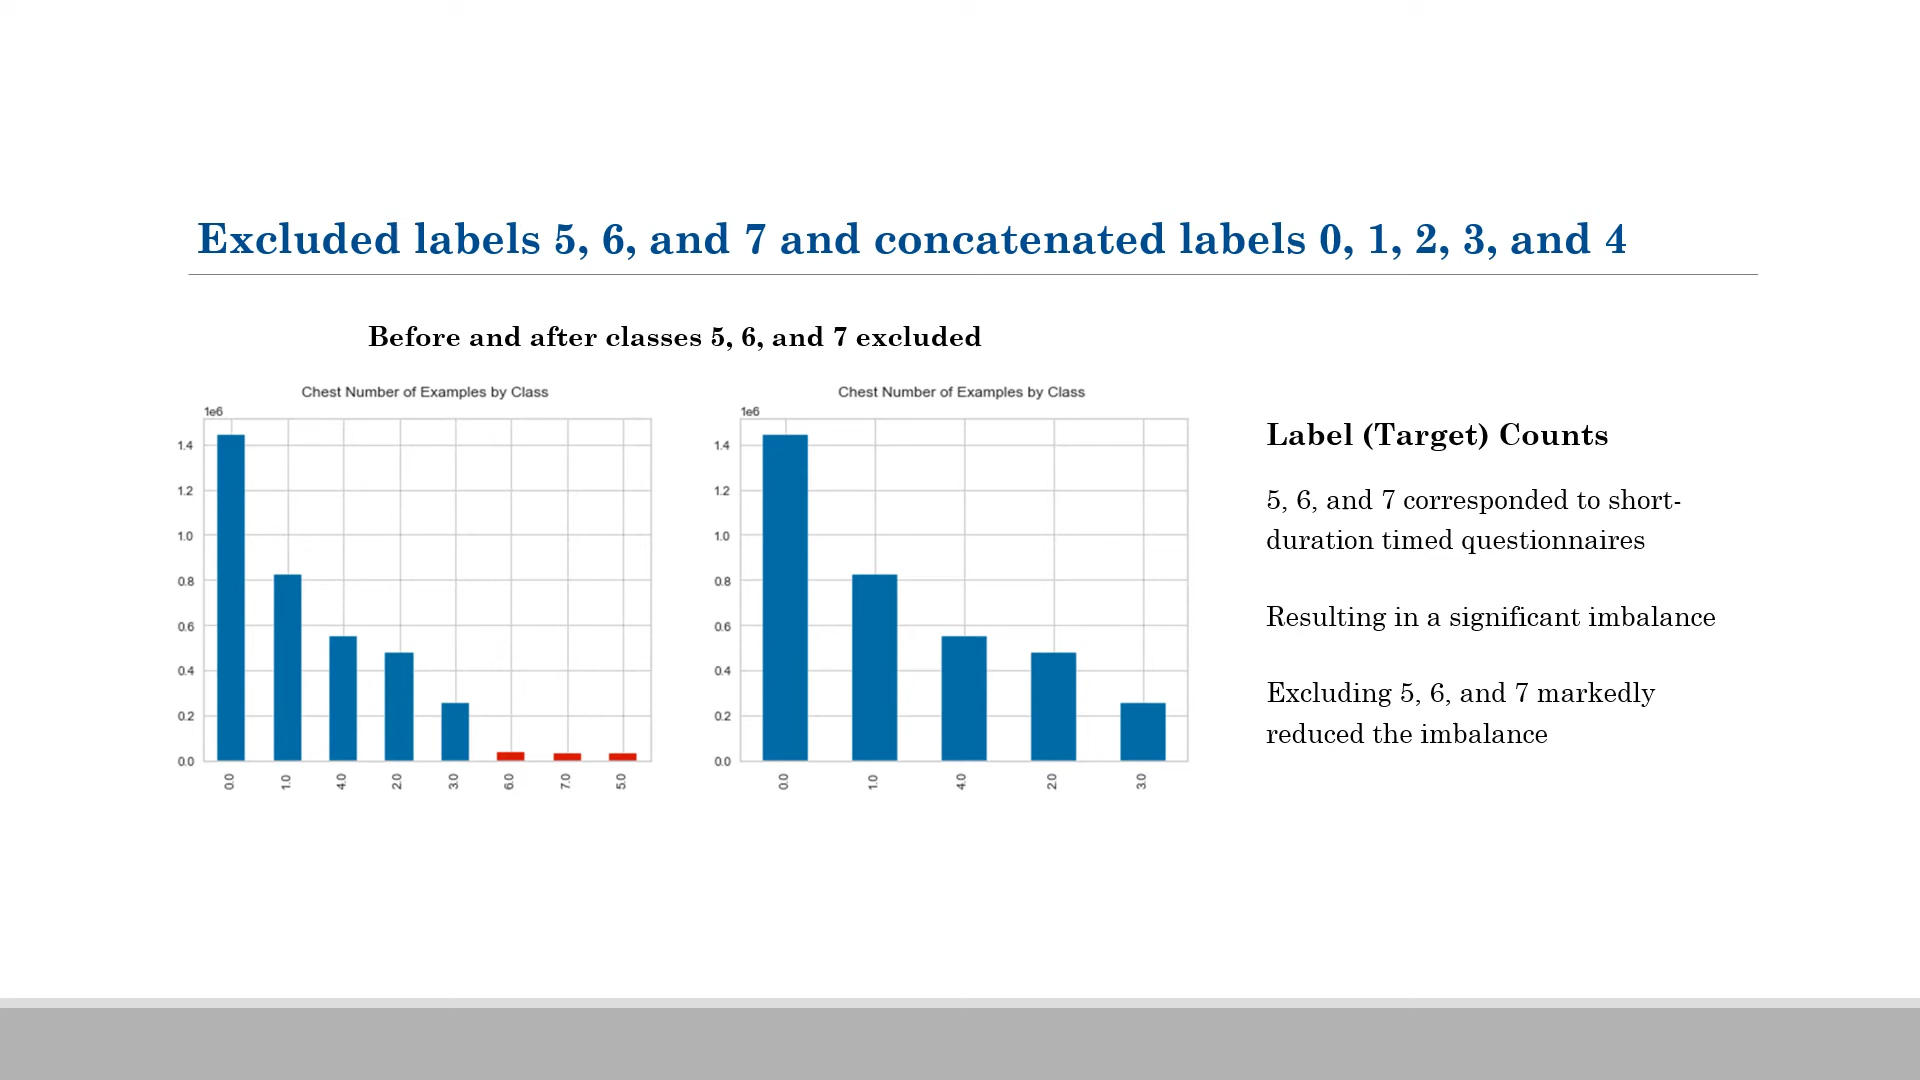 Excluded labels 5, 6, and 7 and concatenated labels 0, 1, 2, 3, and 4
Before and after classes 5, 6, and 7 excluded
Chest Number of Examples by Class
1e6
1.4
1.2
1.0
0.8
0.6
0.4
0.2
0.0
0.0
1.0
4.0
2.0
3.0
6.0
7.0
5.0
Chest Number of Examples by Class
1e6
1.4
1.2
1.0
0.8
0.6
0.4
0.2
0.0
0.0
1.0
4.0
2.0
3.0
Label (Target) Counts
5, 6, and 7 corresponded to short-
duration timed questionnaires
Resulting in a significant imbalance
Excluding 5, 6, and 7 markedly
reduced the imbalance